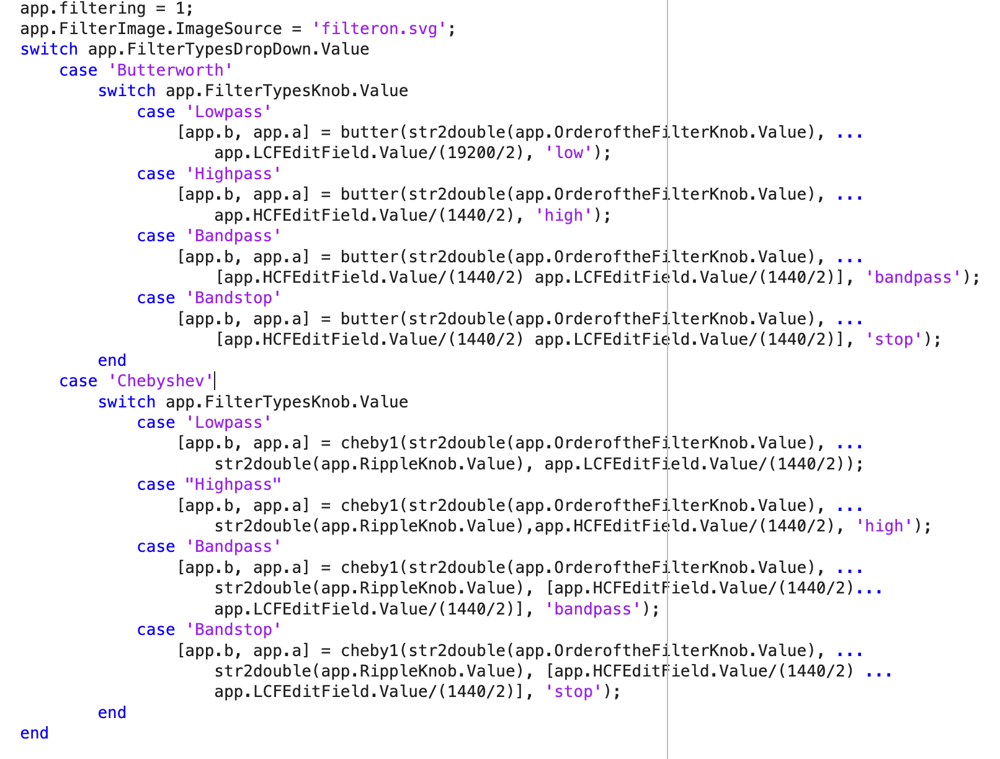 app.filtering = 1;
app.FilterImage.ImageSource = 'filteron.svg';
switch app.FilterTypesDropDown.Value
    case 'Butterworth'
        switch app.FilterTypesKnob.Value
            case 'Lowpass'
                [app.b, app.a] = butter(str2double(app.OrderoftheFilterKnob.Value), ...
                    app.LCFEditField.Value/(19200/2), 'low');
            case 'Highpass'
                [app.b, app.a] = butter(str2double(app.OrderoftheFilterKnob.Value), ...
                    app.HCFEditField.Value/(1440/2), 'high');
            case 'Bandpass'
                [app.b, app.a] = butter(str2double(app.OrderoftheFilterKnob.Value), ...
                    [app.HCFEditField.Value/(1440/2) app.LCFEditField.Value/(1440/2)], 'bandpass');
            case 'Bandstop'
                [app.b, app.a] = butter(str2double(app.OrderoftheFilterKnob.Value), ...
                    [app.HCFEditField.Value/(1440/2) app.LCFEditField.Value/(1440/2)], 'stop');
        end
    case 'Chebyshev'
        switch app.FilterTypesKnob.Value
            case 'Lowpass'
                [app.b, app.a] = cheby1(str2double(app.OrderoftheFilterKnob.Value), ...
                    str2double(app.RippleKnob.Value), app.LCFEditField.Value/(1440/2));
            case "Highpass"
                [app.b, app.a] = cheby1(str2double(app.OrderoftheFilterKnob.Value), ...
                    str2double(app.RippleKnob.Value),app.HCFEditField.Value/(1440/2), 'high');
            case 'Bandpass'
                [app.b, app.a] = cheby1(str2double(app.OrderoftheFilterKnob.Value), ...
                    str2double(app.RippleKnob.Value), [app.HCFEditField.Value/(1440/2)...
                    app.LCFEditField.Value/(1440/2)], 'bandpass');
            case 'Bandstop'
                [app.b, app.a] = cheby1(str2double(app.OrderoftheFilterKnob.Value), ...
                    str2double(app.RippleKnob.Value), [app.HCFEditField.Value/(1440/2) ...
                    app.LCFEditField.Value/(1440/2)], 'stop');
        end
end